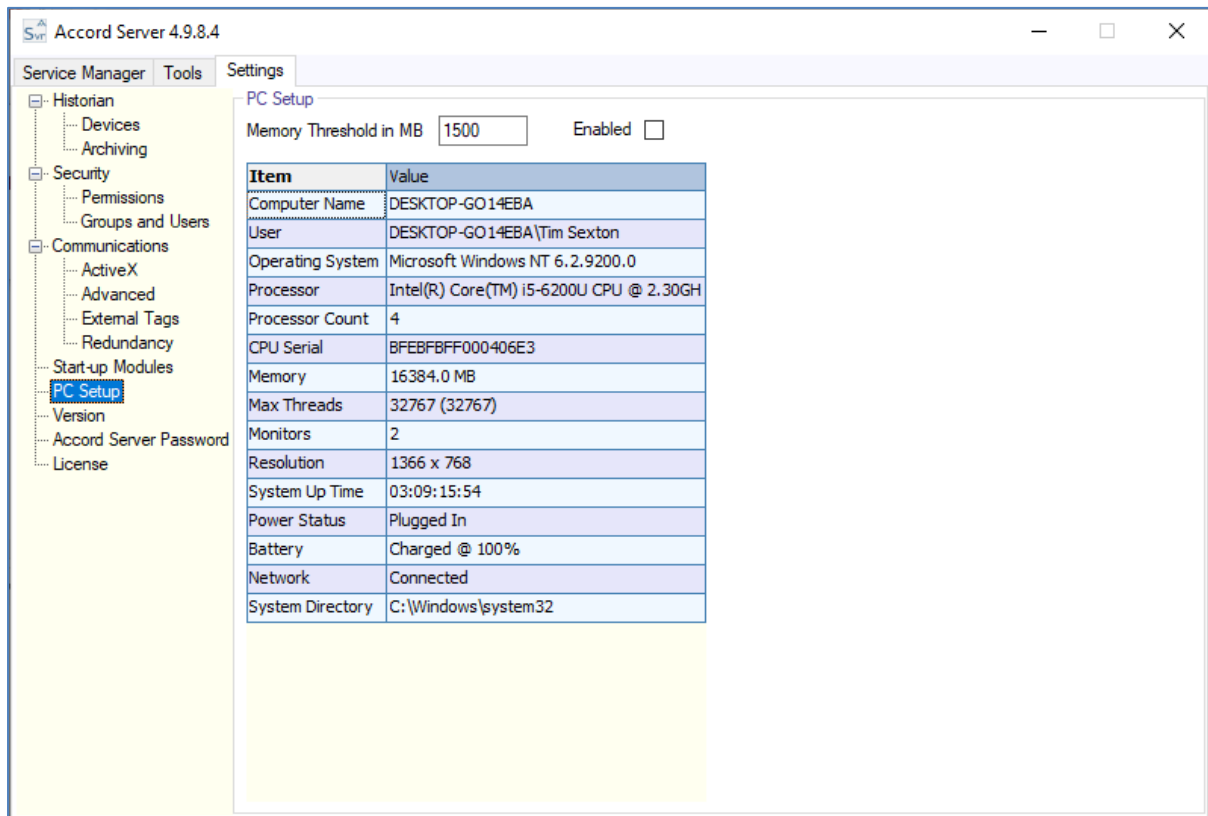 Svr Accord Server 4.9.8.4
Service Manager Tools Settings
Historian
Devices
Archiving
Security
Permissions
Groups and Users
Communications
ActiveX
Advanced
External Tags
Redundancy
Start-up Modules
PC Setup
Version
Accord Server Password
License
PC Setup
Memory Threshold in MB 1500 Enabled
Item Value
Computer Name DESKTOP-GO14EBA
User DESKTOP-GO14EBA\Tim Sexton
Operating System Microsoft Windows NT 6.2.9200.0
Processor Intel(R) Core(TM) i5-6200U CPU @ 2.30GH
Processor Count 4
CPU Serial BFEBFBFF000406E3
Memory 16384.0 MB
Max Threads 32767 (32767)
Monitors 2
Resolution 1366 x 768
System Up Time 03:09:15:54
Power Status Plugged In
Battery Charged @ 100%
Network Connected
System Directory C:\Windows\system32